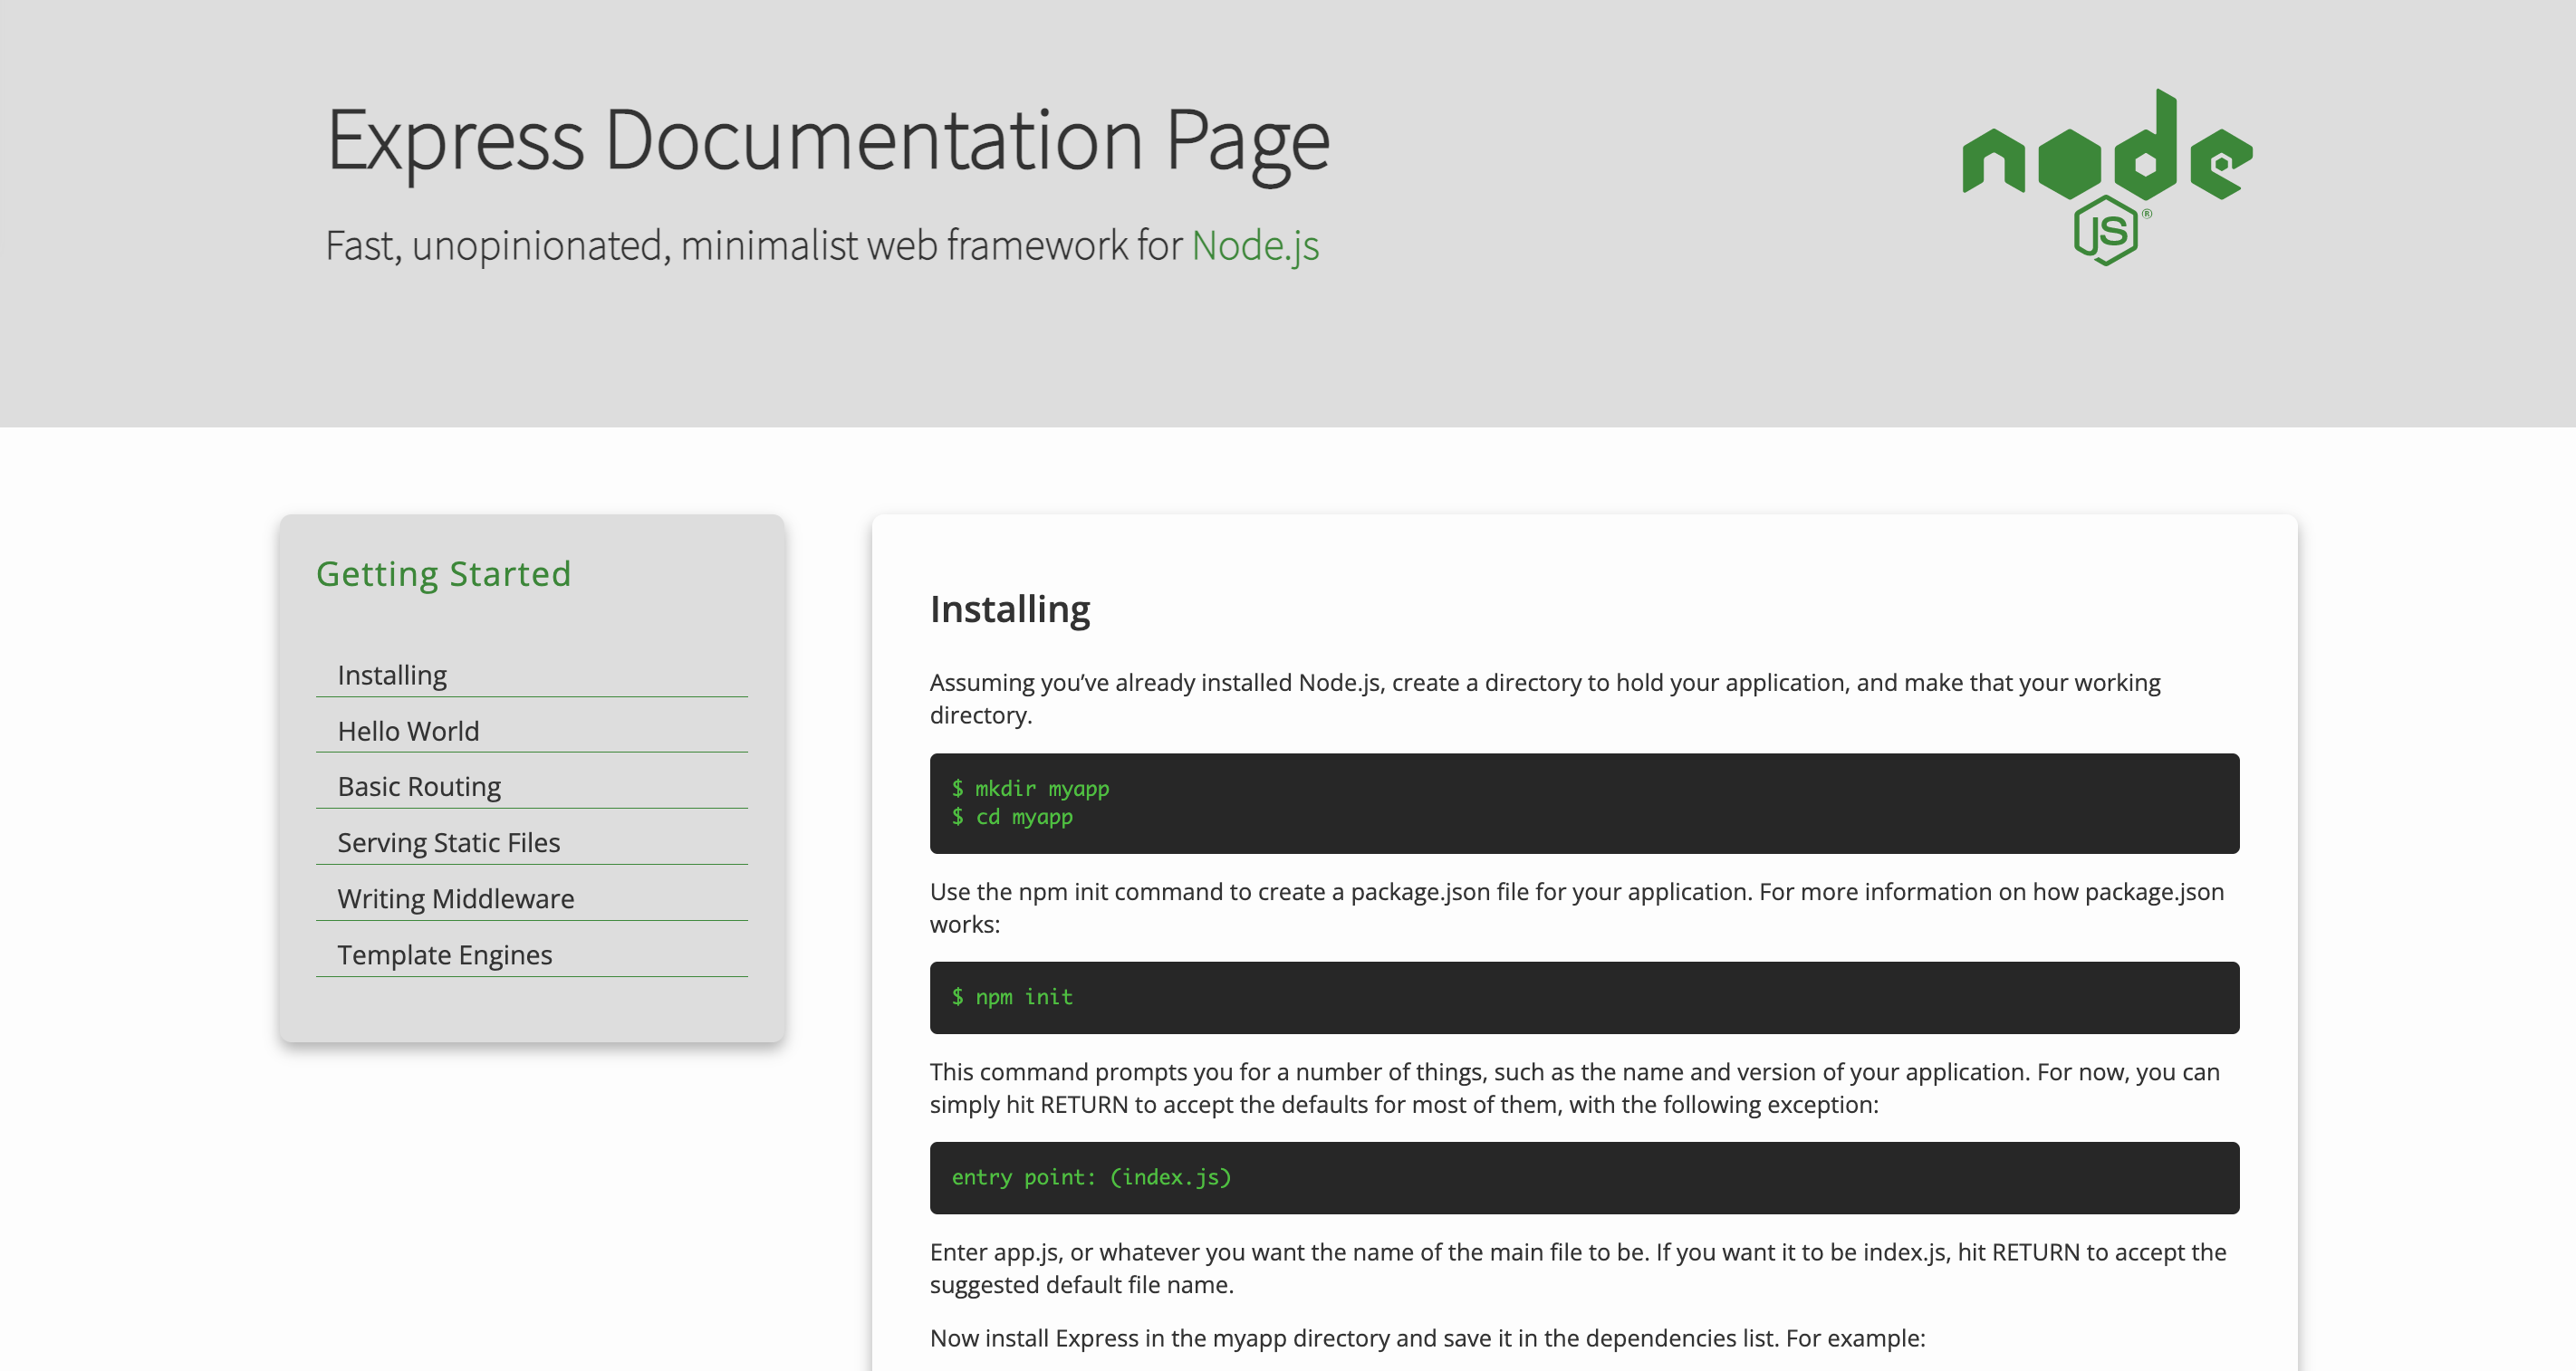 Express Documentation Page
Fast, unopinionated, minimalist web framework for Node.js
node
JS®
Getting Started
Installing
Hello World
Basic Routing
Serving Static Files
Writing Middleware
Template Engines
Installing
Assuming you’ve already installed Node.js, create a directory to hold your application, and make that your working
directory.
$ mkdir myapp
$ cd myapp
Use the npm init command to create a package.json file for your application. For more information on how package.json
works:
$ npm init
This command prompts you for a number of things, such as the name and version of your application. For now, you can
simply hit RETURN to accept the defaults for most of them, with the following exception:
entry point: (index.js)
Enter app.js, or whatever you want the name of the main file to be. If you want it to be index.js, hit RETURN to accept the
suggested default file name.
Now install Express in the myapp directory and save it in the dependencies list. For example: